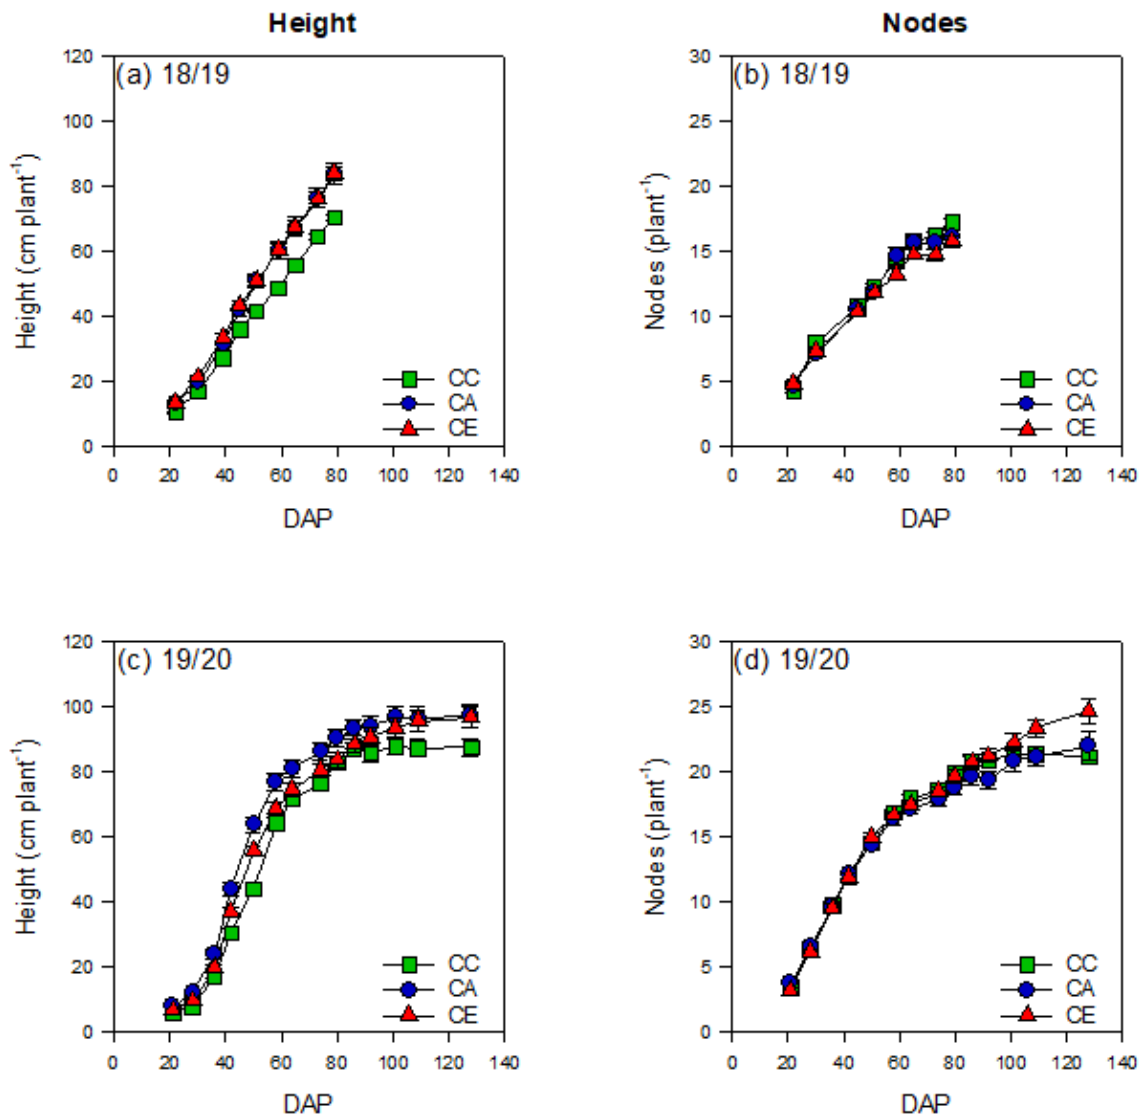 Height
Nodes
(a) 18/19
120
100
80
60
40
20
0
Height (cm plant⁻¹)
CC
CA
CE
0 20 40 60 80 100 120 140
DAP
(b) 18/19
30
25
20
15
10
5
0
Nodes (plant⁻¹)
CC
CA
CE
0 20 40 60 80 100 120 140
DAP
(c) 19/20
120
100
80
60
40
20
0
Height (cm plant⁻¹)
CC
CA
CE
0 20 40 60 80 100 120 140
DAP
(d) 19/20
30
25
20
15
10
5
0
Nodes (plant⁻¹)
CC
CA
CE
0 20 40 60 80 100 120 140
DAP